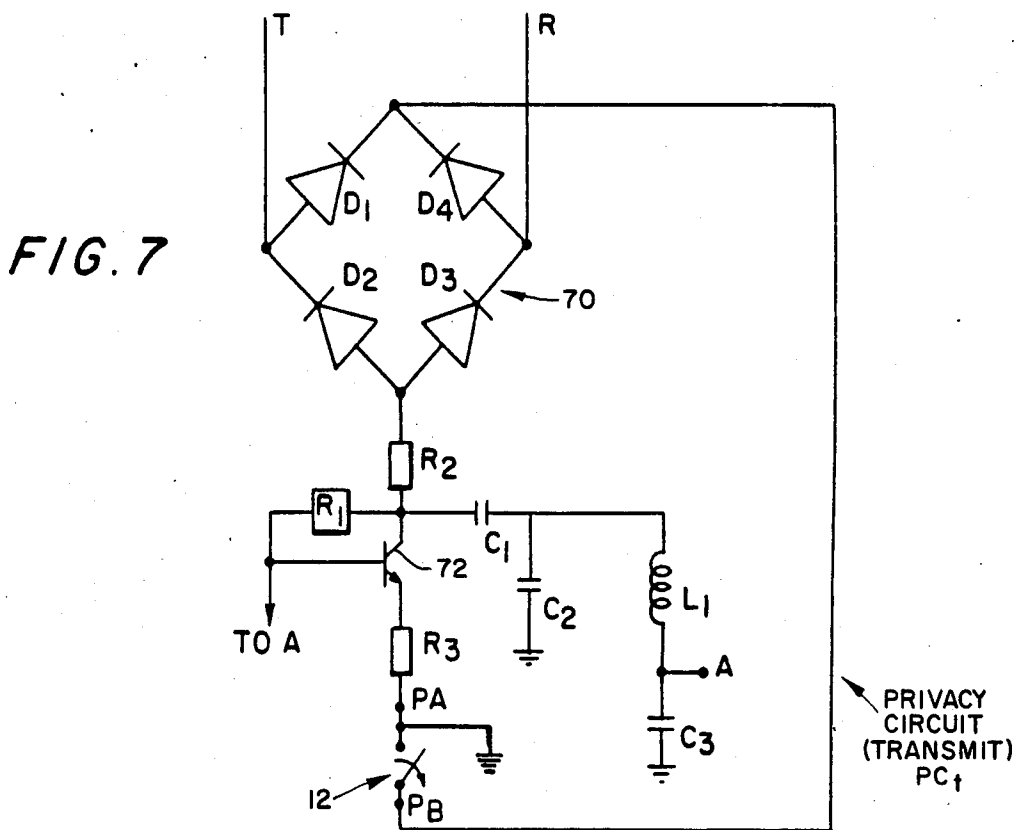 T
R
D1
D4
FIG. 7
D2
D3
70
R2
R1
C1
72
C2
L1
TO A
R3
A
PA
C3
PRIVACY
CIRCUIT
(TRANSMIT)
PCt
12
PB